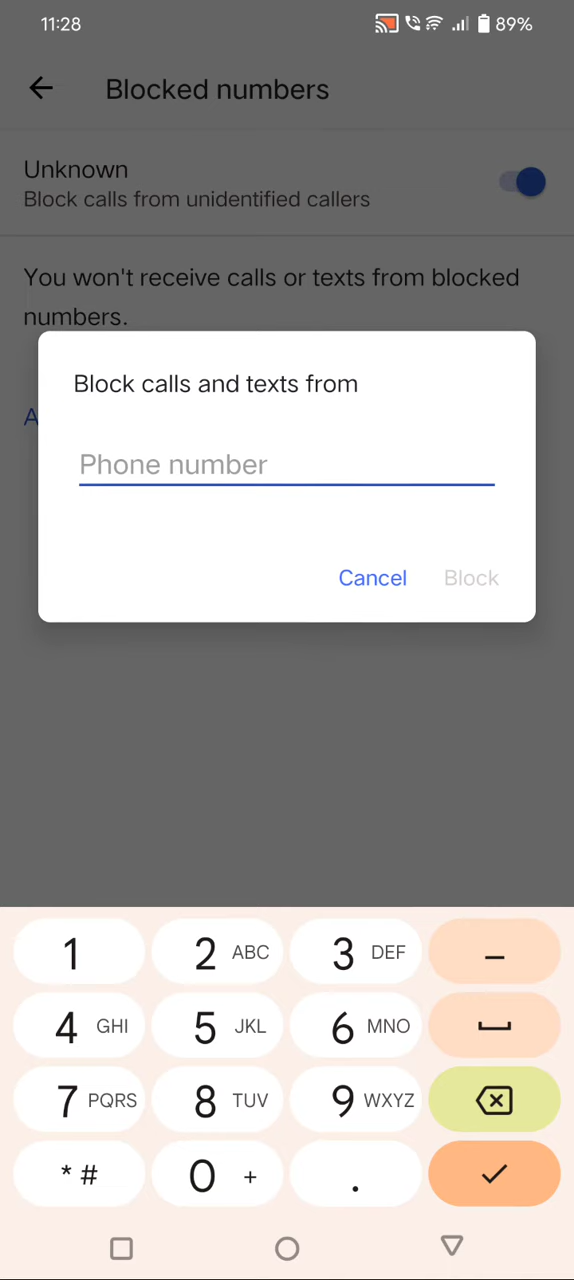 11:28 89%
Blocked numbers
Unknown
Block calls from unidentified callers
You won't receive calls or texts from blocked
numbers.
A
Block calls and texts from
Phone number
Cancel Block
1 2 ABC 3 DEF –
4 GHI 5 JKL 6 MNO
7 PQRS 8 TUV 9 WXYZ
* # 0 + .